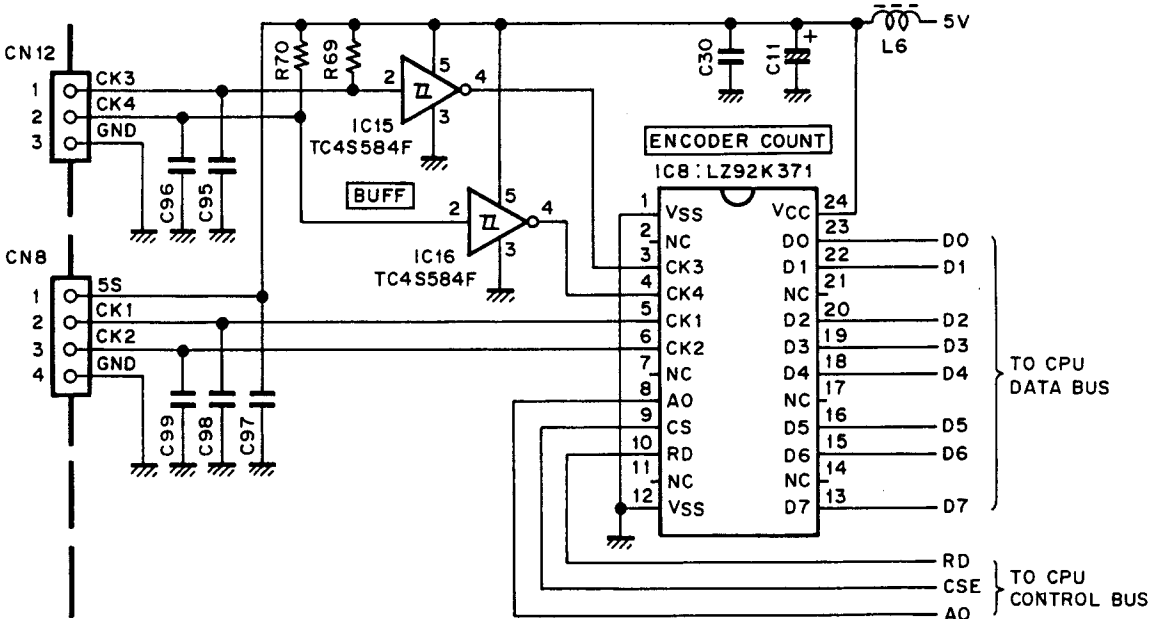 5V
L6
CN12
1 CK3
2 CK4
3 GND
R70
R69
C30
C11
+
2
5
4
3
IC15
TC4S584F
C96
C95
BUFF
2
5
4
3
IC16
TC4S584F
ENCODER COUNT
IC8:LZ92K371
CN8
1 5S
2 CK1
3 CK2
4 GND
C99
C98
C97
1 VSS VCC 24
2 NC D0 23 D0
3 CK3 D1 22 D1
4 CK4 NC 21
5 CK1 D2 20 D2
6 CK2 D3 19 D3
7 NC D4 18 D4
8 A0 NC 17
9 CS D5 16 D5
10 RD D6 15 D6
11 NC NC 14
12 VSS D7 13 D7
TO CPU
DATA BUS
RD
CSE
A0
TO CPU
CONTROL BUS